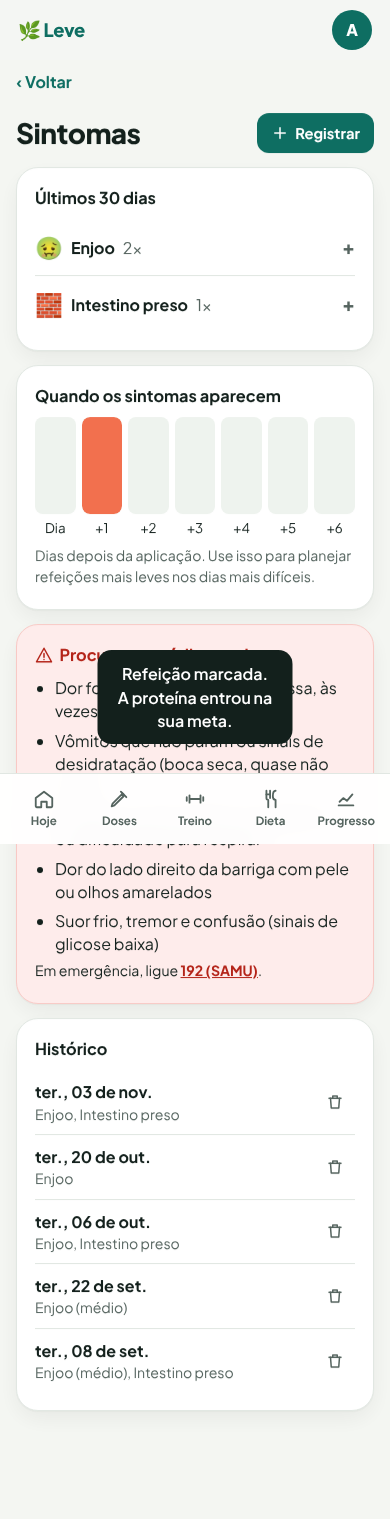 Leve
A
‹ Voltar
Sintomas
+ Registrar
Últimos 30 dias
Enjoo 2×
+
Intestino preso 1×
+
Quando os sintomas aparecem
Dia +1 +2 +3 +4 +5 +6
Dias depois da aplicação. Use isso para planejar
refeições mais leves nos dias mais difíceis.
Refeição marcada.
A proteína entrou na
sua meta.
Dor
às
vezes
Vômitos que não param ou sinais de
desidratação (boca seca, quase não
Hoje Doses Treino Dieta Progresso
Dor do lado direito da barriga com pele
ou olhos amarelados
Suor frio, tremor e confusão (sinais de
glicose baixa)
Em emergência, ligue 192 (SAMU).
Histórico
ter., 03 de nov.
Enjoo, Intestino preso
ter., 20 de out.
Enjoo
ter., 06 de out.
Enjoo, Intestino preso
ter., 22 de set.
Enjoo (médio)
ter., 08 de set.
Enjoo (médio), Intestino preso